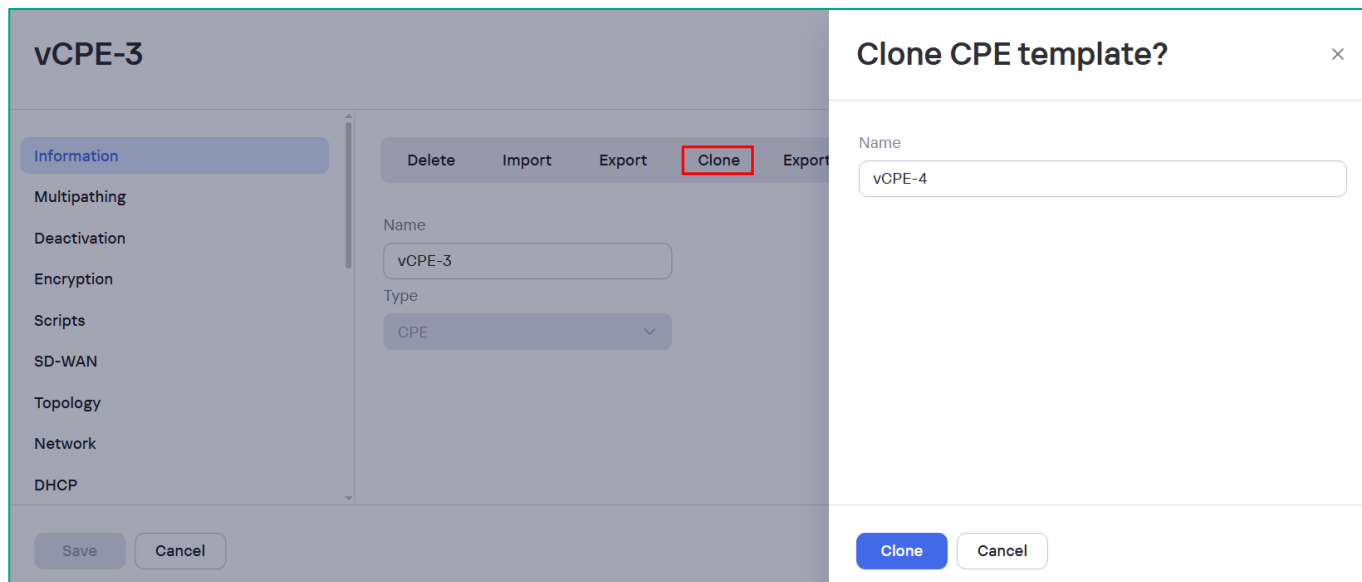 vCPE-3
Information
Multipathing
Deactivation
Encryption
Scripts
SD-WAN
Topology
Network
DHCP
Save Cancel
Delete Import Export Clone Export
Name
vCPE-3
Type
CPE
Clone CPE template?
Name
vCPE-4
Clone Cancel